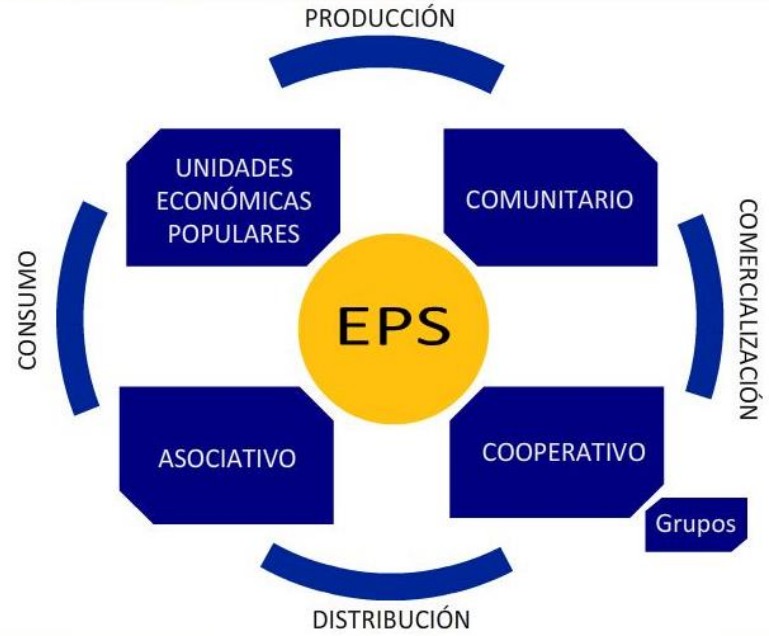 PRODUCCIÓN
UNIDADES
ECONÓMICAS
POPULARES
COMUNITARIO
CONSUMO
EPS
COMERCIALIZACIÓN
ASOCIATIVO
COOPERATIVO
Grupos
DISTRIBUCIÓN